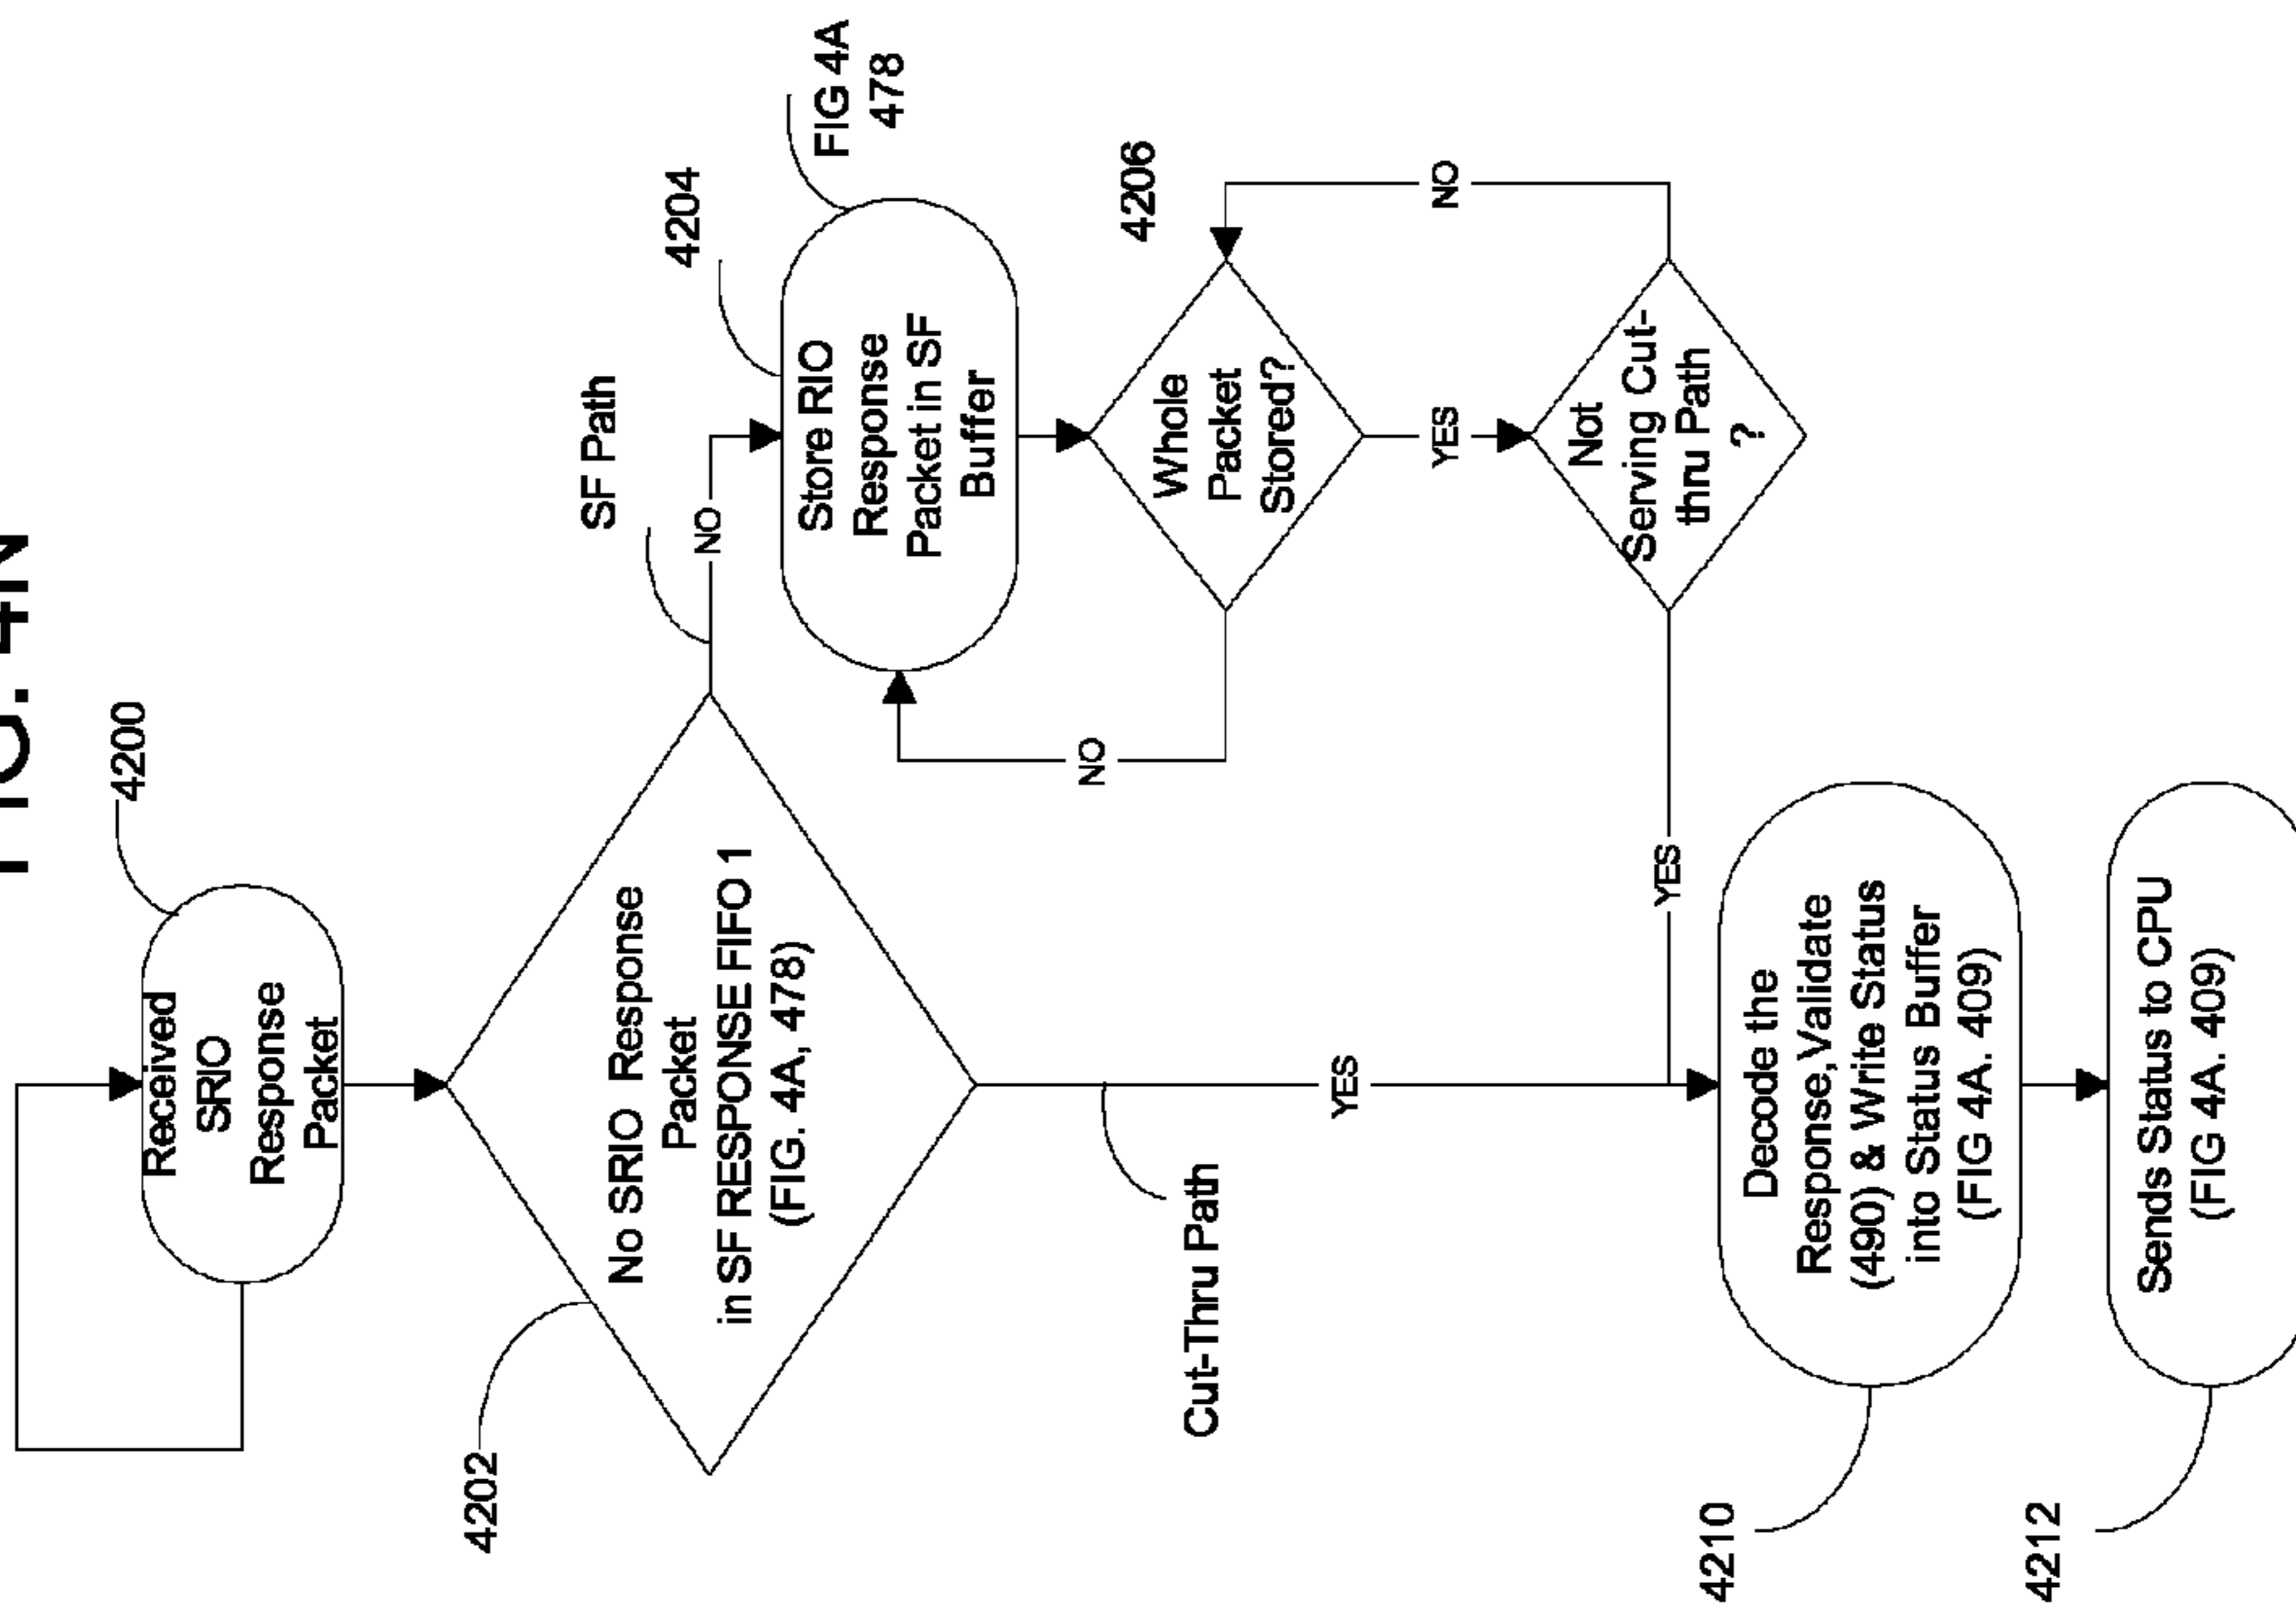 FIG. 4N
4200
Received
SRIO
Response
Packet
4202
No SRIO Response
Packet
in SF RESPONSE FIFO 1
(FIG. 4A, 478)
SF Path
NO
4204
FIG 4A
478
Store RIO
Response
Packet in SF
Buffer
4206
Whole
Packet
Stored?
NO
YES
Not
Serving Cut-
thru Path
?
NO
YES
Cut-Thru Path
YES
4210
Decode the
Response,Validate
(490) & Write Status
into Status Buffer
(FIG 4A. 409)
4212
Sends Status to CPU
(FIG 4A. 409)